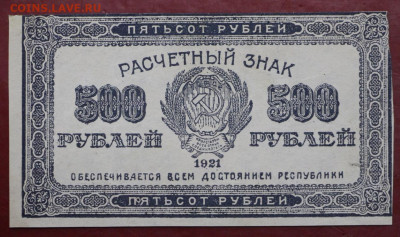 COINS.LAVE.RU
ПЯТЬСОТ РУБЛЕЙ
РАСЧЕТНЫЙ ЗНАК
500 500
РУБЛЕЙ РУБЛЕЙ
1921
ОБЕСПЕЧИВАЕТСЯ ВСЕМ ДОСТОЯНИЕМ РЕСПУБЛИКИ
ПЯТЬСОТ РУБЛЕЙ